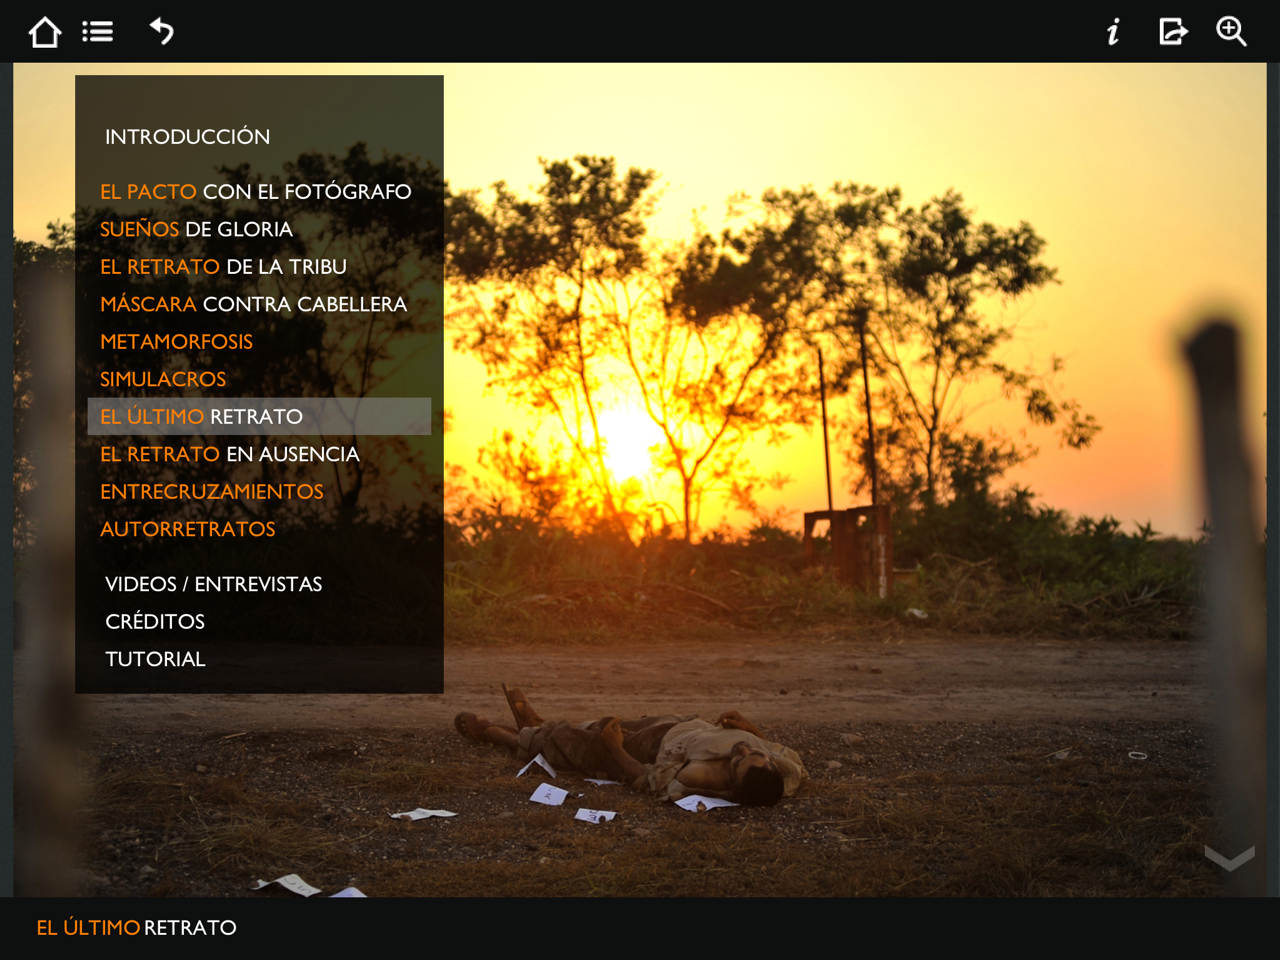 INTRODUCCIÓN
EL PACTO CON EL FOTÓGRAFO
SUEÑOS DE GLORIA
EL RETRATO DE LA TRIBU
MÁSCARA CONTRA CABELLERA
METAMORFOSIS
SIMULACROS
EL ÚLTIMO RETRATO
EL RETRATO EN AUSENCIA
ENTRECRUZAMIENTOS
AUTORRETRATOS
VIDEOS / ENTREVISTAS
CRÉDITOS
TUTORIAL
EL ÚLTIMO RETRATO